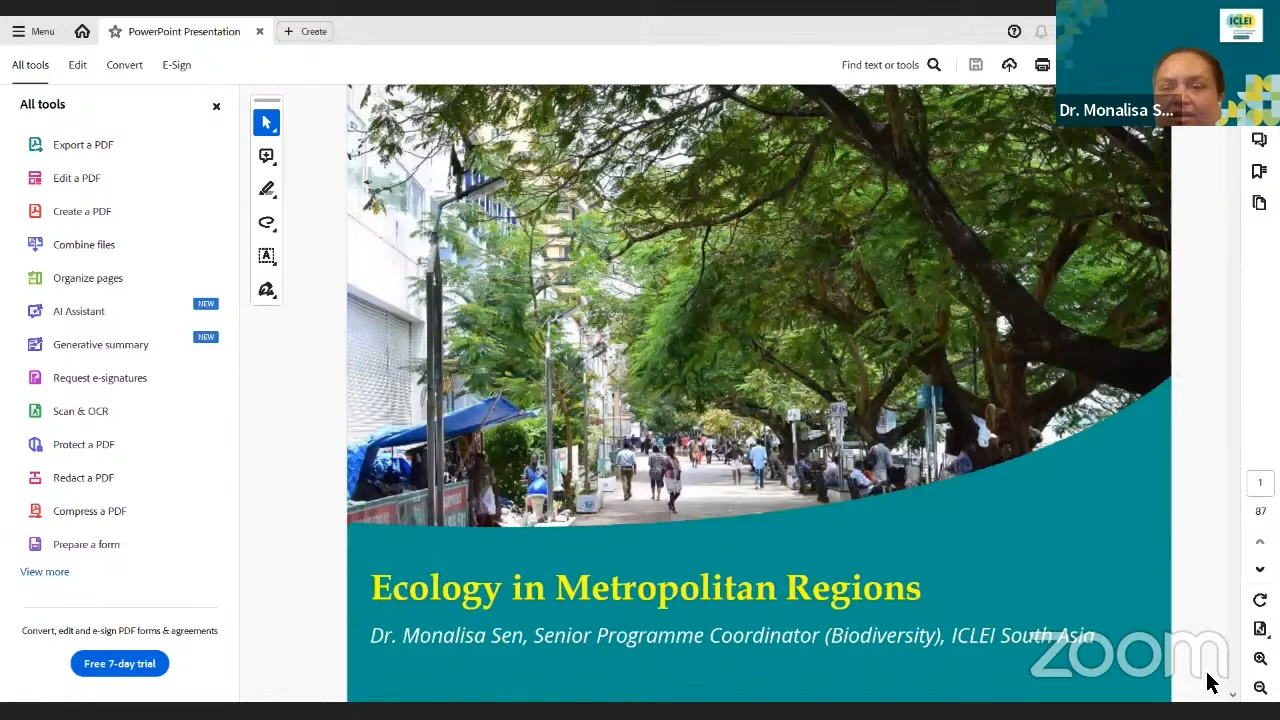 Menu
PowerPoint Presentation
Create
All tools
Edit
Convert
E-Sign
Find text or tools
ICLEI
Dr. Monalisa S...
All tools
Export a PDF
Edit a PDF
Create a PDF
Combine files
Organize pages
AI Assistant
NEW
Generative summary
NEW
Request e-signatures
Scan & OCR
Protect a PDF
Redact a PDF
Compress a PDF
Prepare a form
View more
Convert, edit and e-sign PDF forms & agreements
Free 7-day trial
1
87
Ecology in Metropolitan Regions
Dr. Monalisa Sen, Senior Programme Coordinator (Biodiversity), ICLEI South Asia
zoom